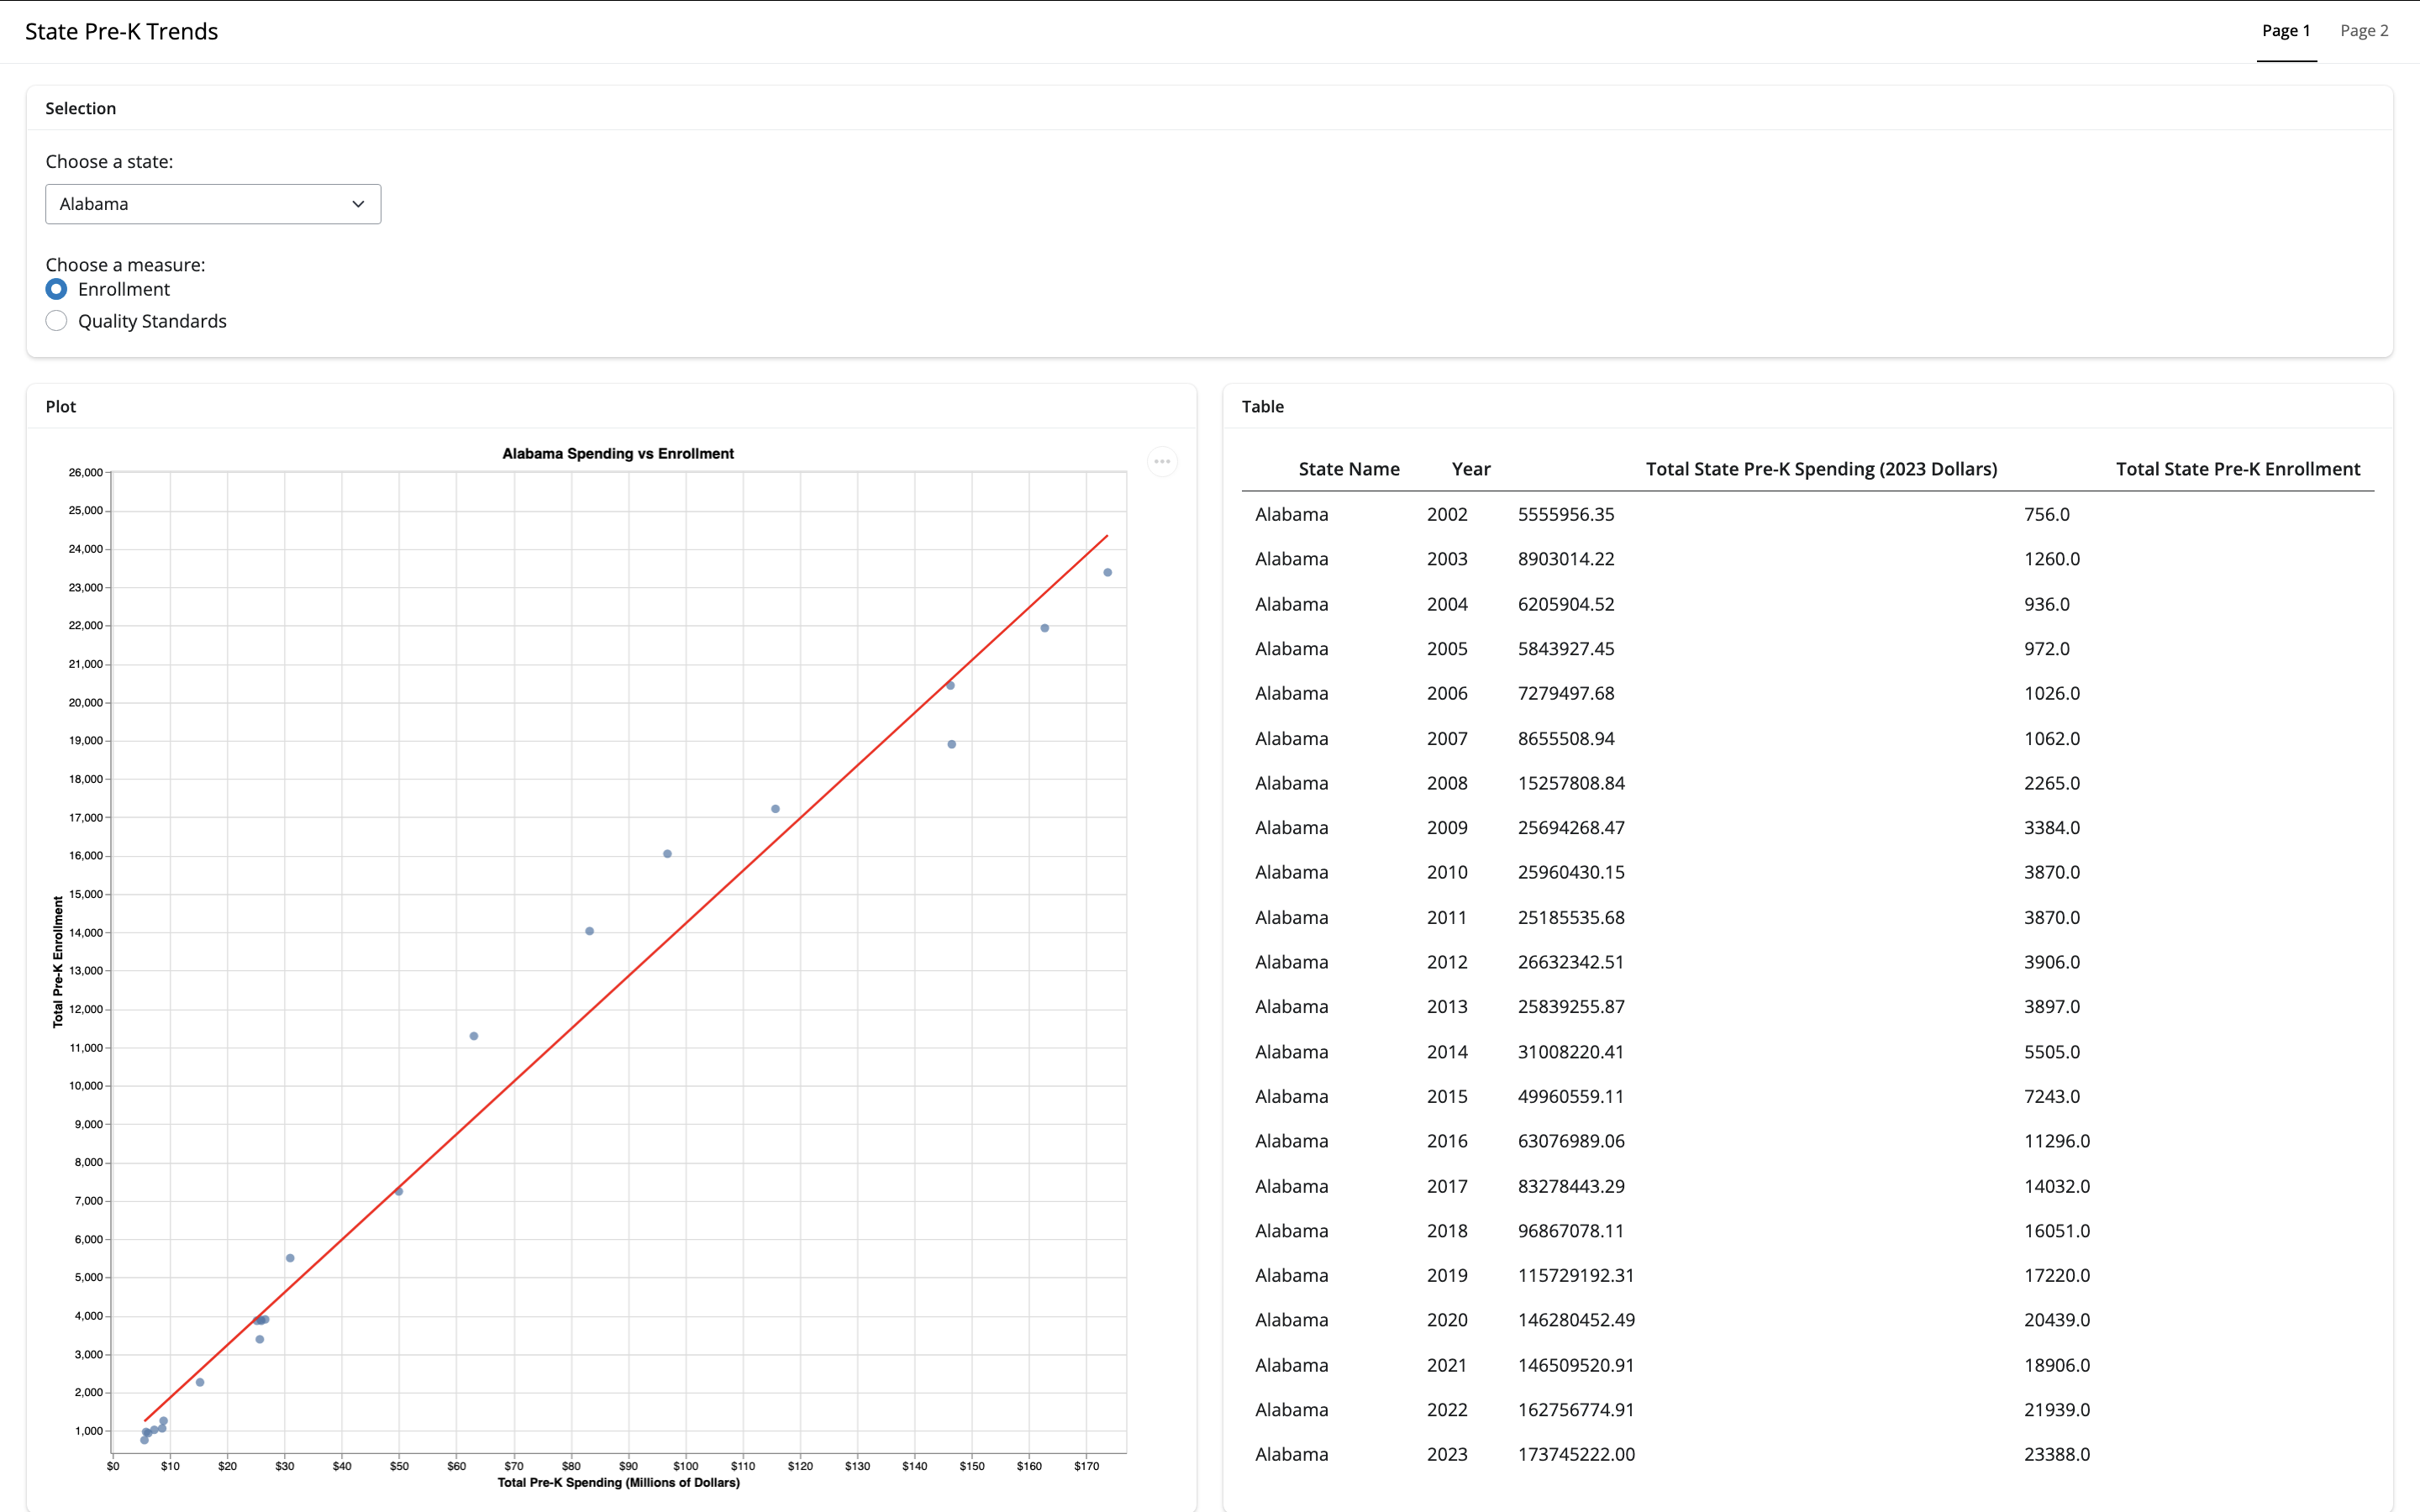 State Pre-K Trends
Page 1 Page 2
Selection
Choose a state:
Alabama
Choose a measure:
Enrollment
Quality Standards
Plot
Alabama Spending vs Enrollment
26,000
25,000
24,000
23,000
22,000
21,000
20,000
19,000
18,000
17,000
16,000
15,000
14,000
13,000
12,000
11,000
10,000
9,000
8,000
7,000
6,000
5,000
4,000
3,000
2,000
1,000
Total Pre-K Enrollment
$0 $10 $20 $30 $40 $50 $60 $70 $80 $90 $100 $110 $120 $130 $140 $150 $160 $170
Total Pre-K Spending (Millions of Dollars)
Table
State Name Year Total State Pre-K Spending (2023 Dollars) Total State Pre-K Enrollment
Alabama 2002 5555956.35 756.0
Alabama 2003 8903014.22 1260.0
Alabama 2004 6205904.52 936.0
Alabama 2005 5843927.45 972.0
Alabama 2006 7279497.68 1026.0
Alabama 2007 8655508.94 1062.0
Alabama 2008 15257808.84 2265.0
Alabama 2009 25694268.47 3384.0
Alabama 2010 25960430.15 3870.0
Alabama 2011 25185535.68 3870.0
Alabama 2012 26632342.51 3906.0
Alabama 2013 25839255.87 3897.0
Alabama 2014 31008220.41 5505.0
Alabama 2015 49960559.11 7243.0
Alabama 2016 63076989.06 11296.0
Alabama 2017 83278443.29 14032.0
Alabama 2018 96867078.11 16051.0
Alabama 2019 115729192.31 17220.0
Alabama 2020 146280452.49 20439.0
Alabama 2021 146509520.91 18906.0
Alabama 2022 162756774.91 21939.0
Alabama 2023 173745222.00 23388.0